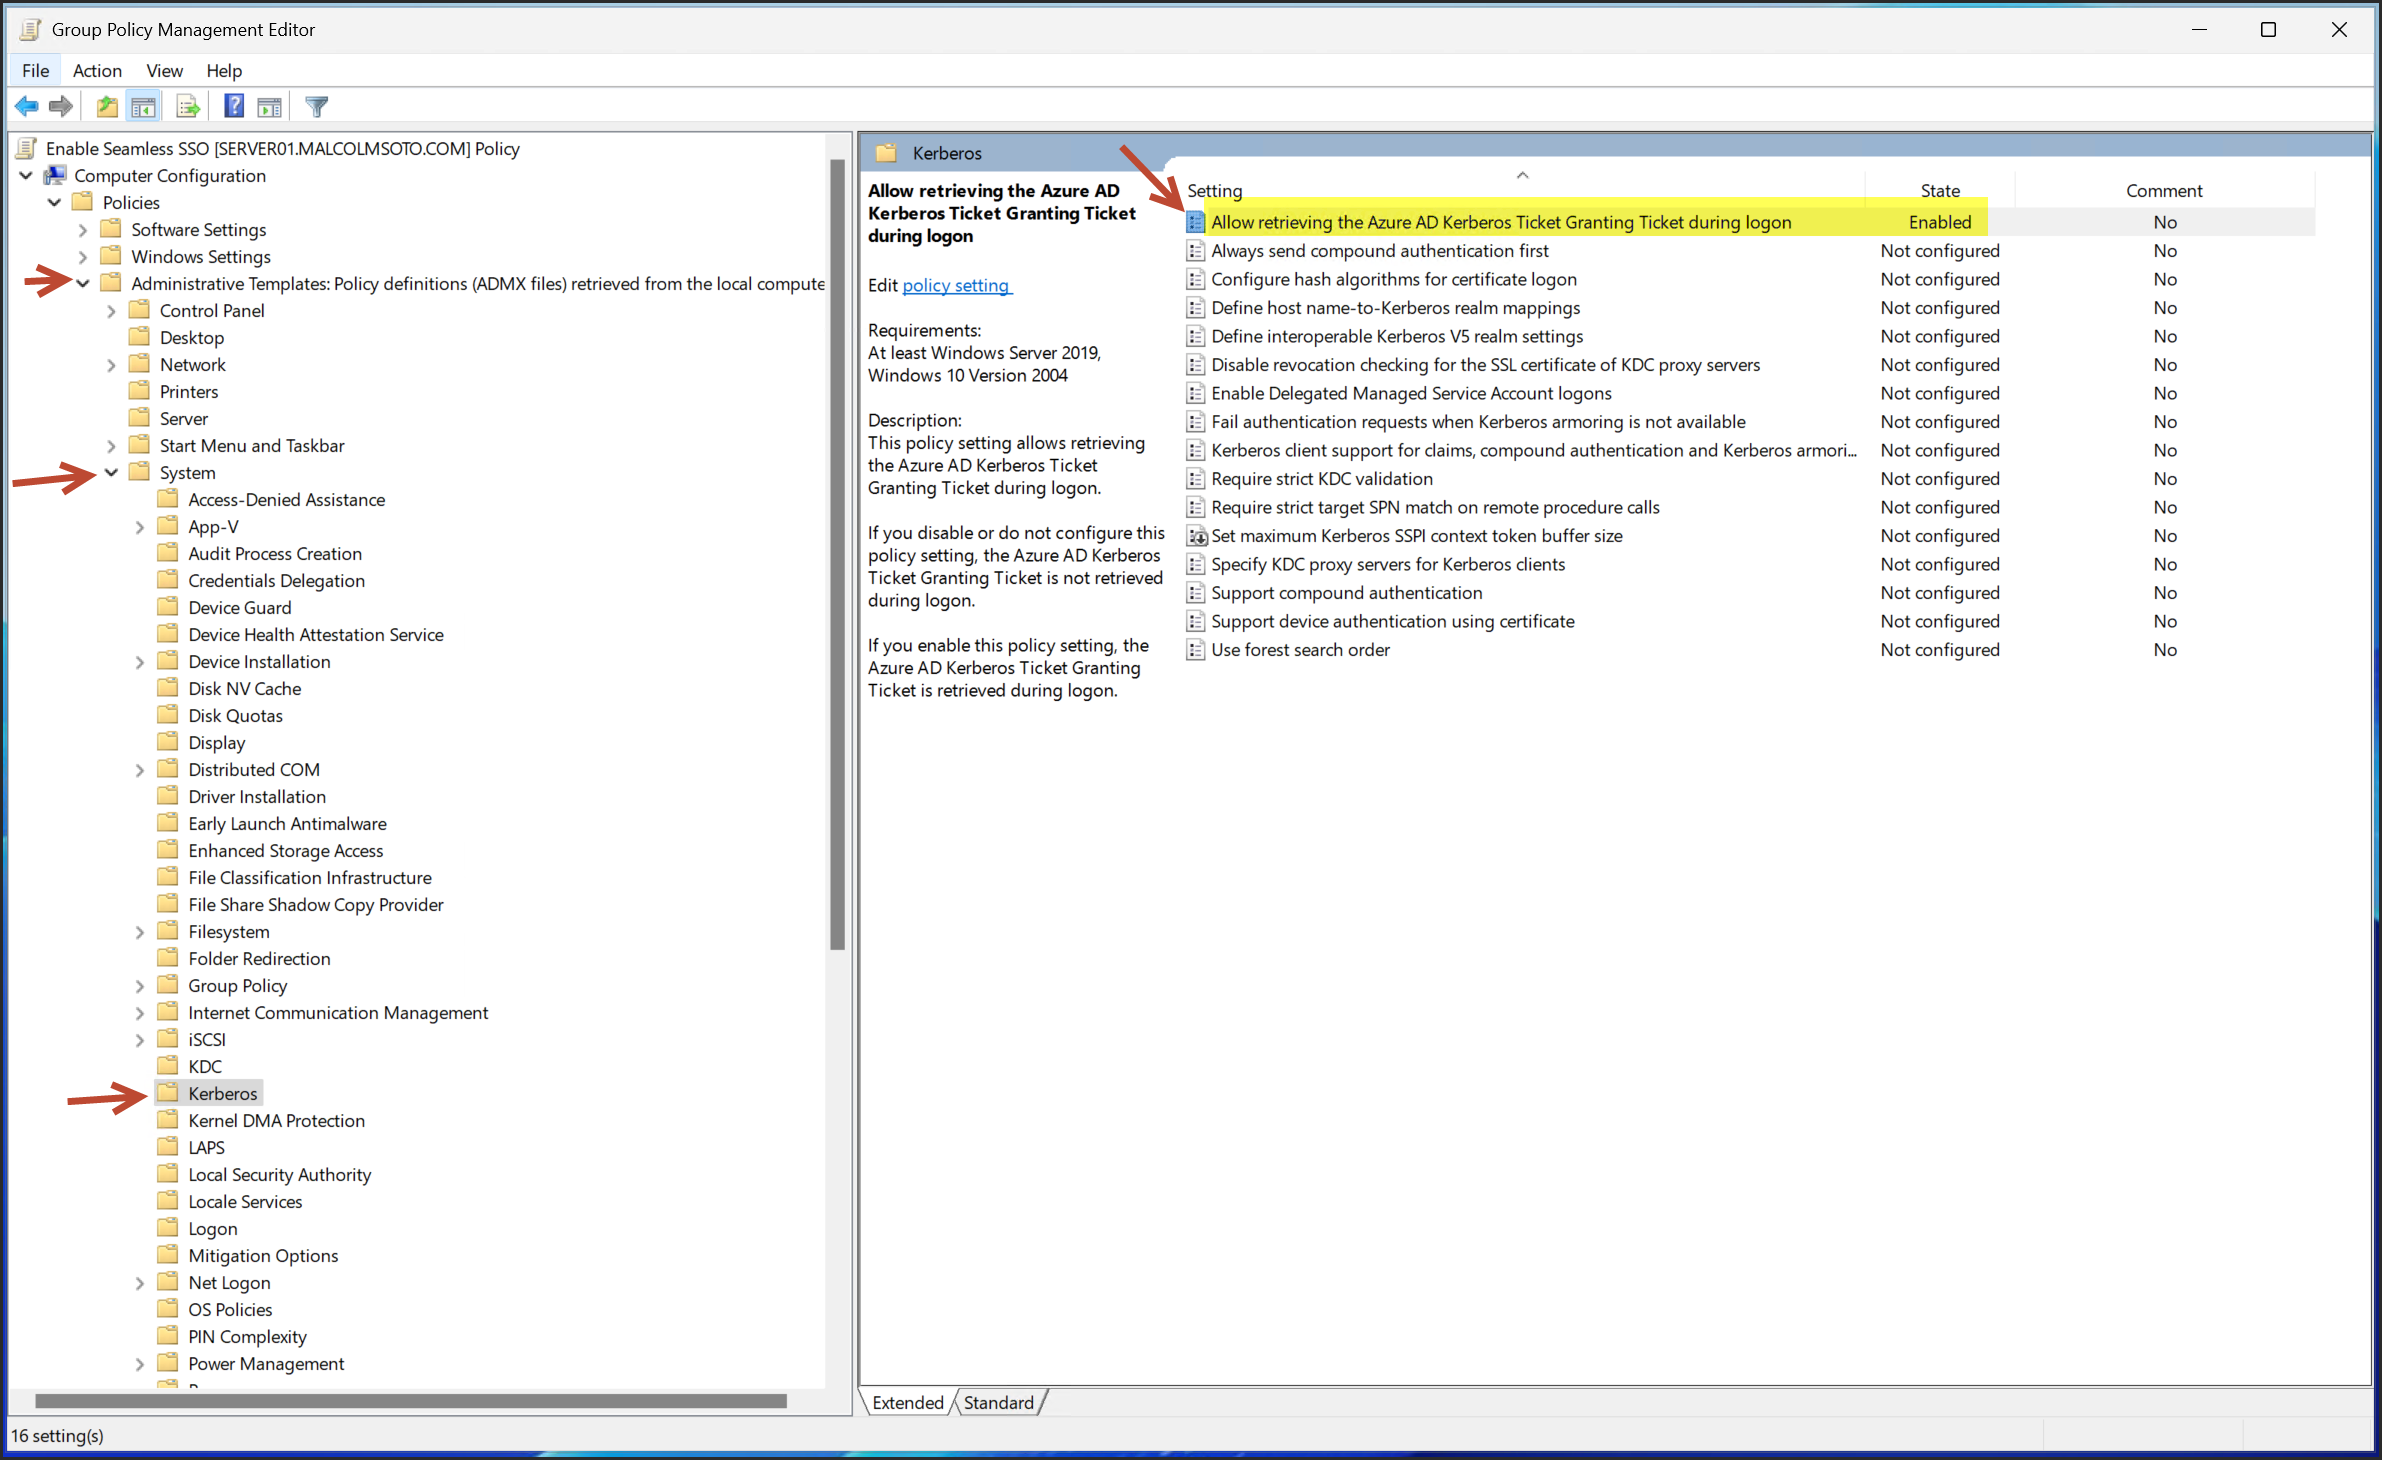 Group Policy Management Editor
File Action View Help
Enable Seamless SSO [SERVER01.MALCOLMSOTO.COM] Policy
Computer Configuration
Policies
Software Settings
Windows Settings
Administrative Templates: Policy definitions (ADMX files) retrieved from the local compute
Control Panel
Desktop
Network
Printers
Server
Start Menu and Taskbar
System
Access-Denied Assistance
App-V
Audit Process Creation
Credentials Delegation
Device Guard
Device Health Attestation Service
Device Installation
Disk NV Cache
Disk Quotas
Display
Distributed COM
Driver Installation
Early Launch Antimalware
Enhanced Storage Access
File Classification Infrastructure
File Share Shadow Copy Provider
Filesystem
Folder Redirection
Group Policy
Internet Communication Management
iSCSI
KDC
Kerberos
Kernel DMA Protection
LAPS
Local Security Authority
Locale Services
Logon
Mitigation Options
Net Logon
OS Policies
PIN Complexity
Power Management
Kerberos
Allow retrieving the Azure AD
Kerberos Ticket Granting Ticket
during logon
Edit policy setting
Requirements:
At least Windows Server 2019,
Windows 10 Version 2004
Description:
This policy setting allows retrieving
the Azure AD Kerberos Ticket
Granting Ticket during logon.
If you disable or do not configure this
policy setting, the Azure AD Kerberos
Ticket Granting Ticket is not retrieved
during logon.
If you enable this policy setting, the
Azure AD Kerberos Ticket Granting
Ticket is retrieved during logon.
Setting State Comment
Allow retrieving the Azure AD Kerberos Ticket Granting Ticket during logon Enabled No
Always send compound authentication first Not configured No
Configure hash algorithms for certificate logon Not configured No
Define host name-to-Kerberos realm mappings Not configured No
Define interoperable Kerberos V5 realm settings Not configured No
Disable revocation checking for the SSL certificate of KDC proxy servers Not configured No
Enable Delegated Managed Service Account logons Not configured No
Fail authentication requests when Kerberos armoring is not available Not configured No
Kerberos client support for claims, compound authentication and Kerberos armori... Not configured No
Require strict KDC validation Not configured No
Require strict target SPN match on remote procedure calls Not configured No
Set maximum Kerberos SSPI context token buffer size Not configured No
Specify KDC proxy servers for Kerberos clients Not configured No
Support compound authentication Not configured No
Support device authentication using certificate Not configured No
Use forest search order Not configured No
Extended Standard
16 setting(s)